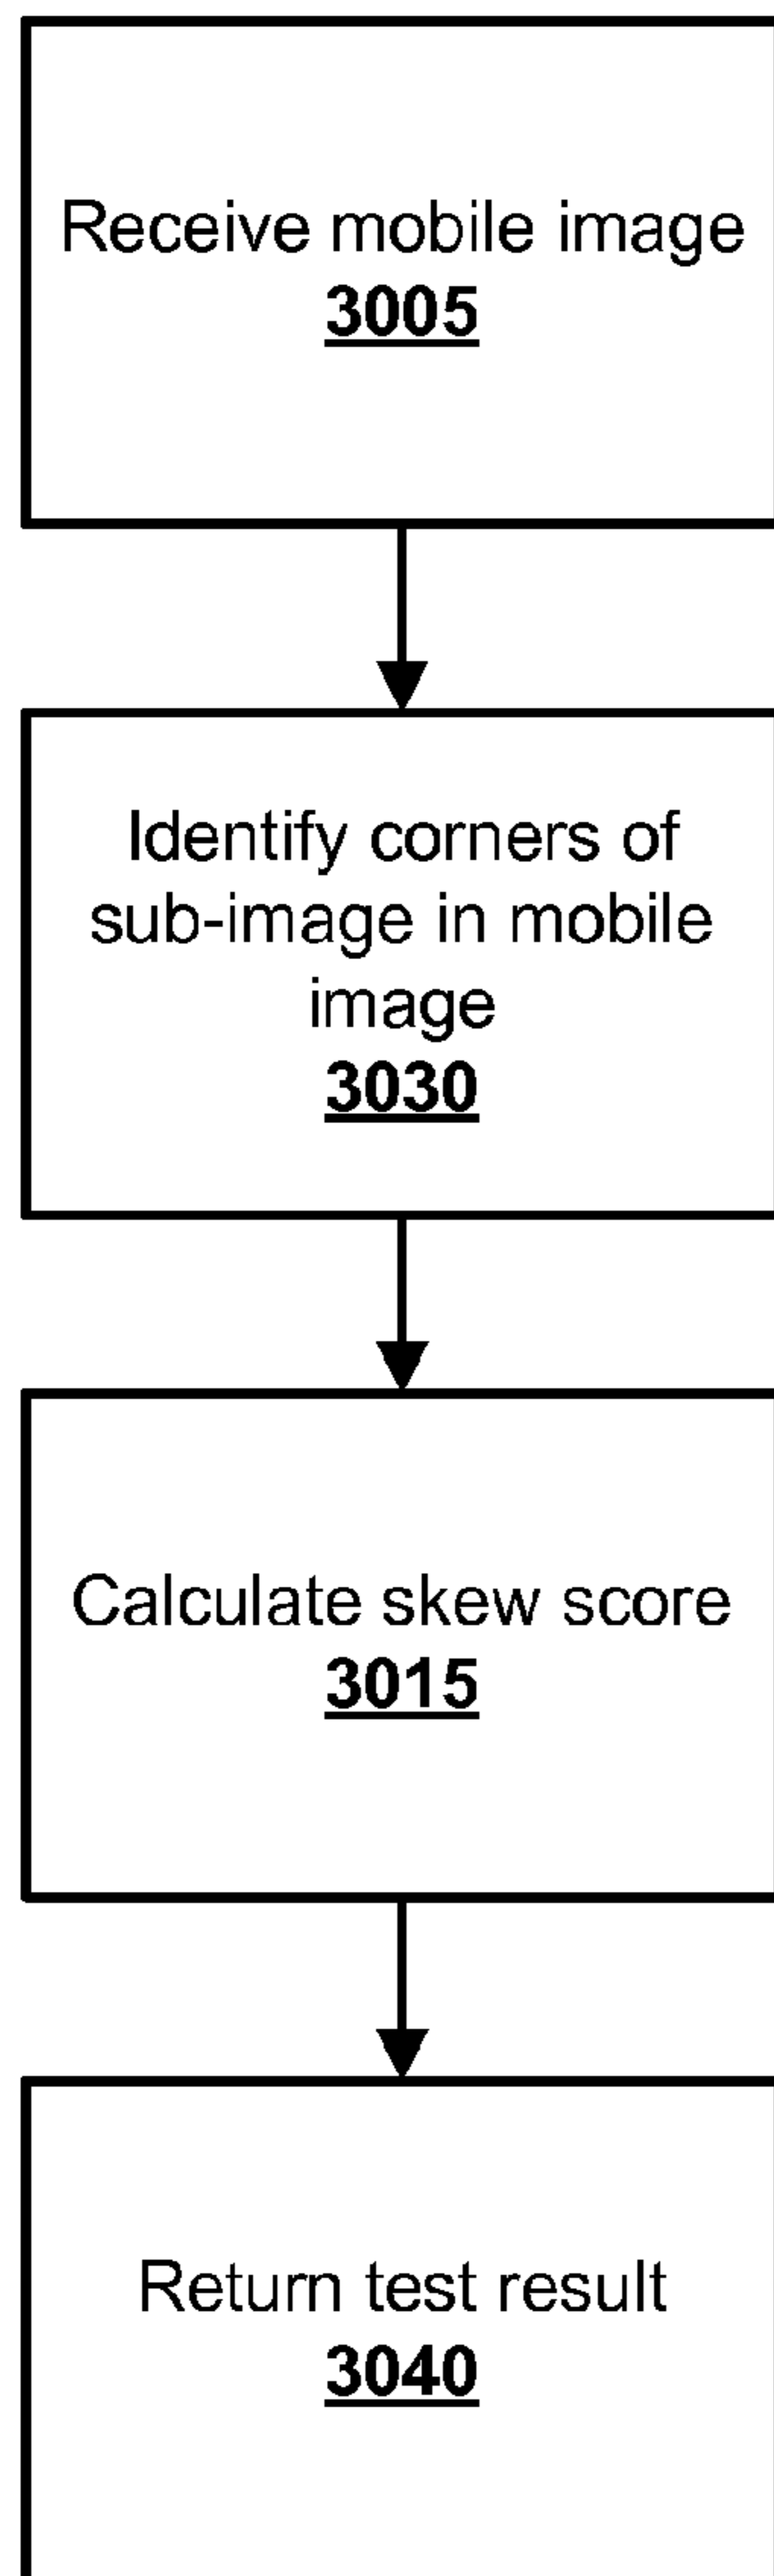 Receive mobile image
3005
Identify corners of
sub-image in mobile
image
3030
Calculate skew score
3015
Return test result
3040